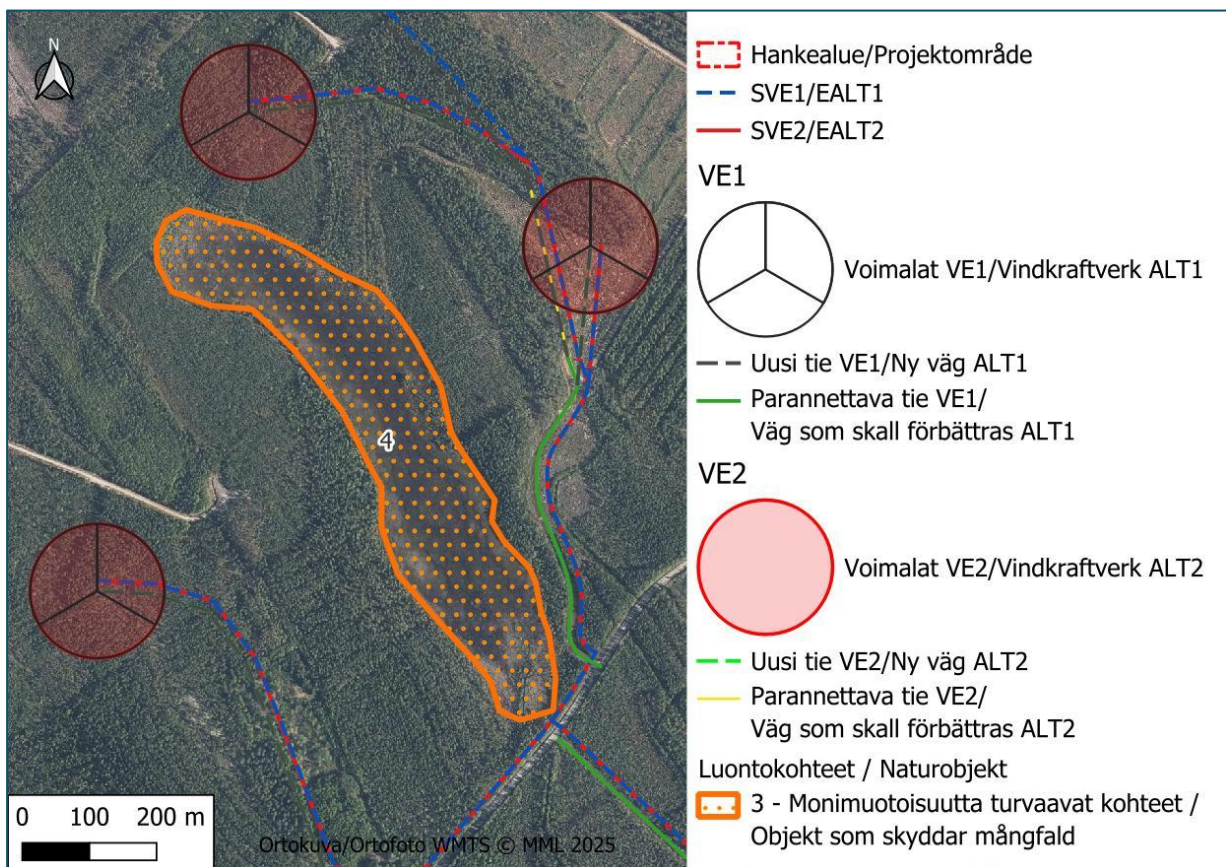 N
4
0 100 200 m
Ortokuva/Ortofoto WMTS © MML 2025
Hankealue/Projektområde
SVE1/EALT1
SVE2/EALT2
VE1
Voimalat VE1/Vindkraftverk ALT1
Uusi tie VE1/Ny väg ALT1
Parannettava tie VE1/
Väg som skall förbättras ALT1
VE2
Voimalat VE2/Vindkraftverk ALT2
Uusi tie VE2/Ny väg ALT2
Parannettava tie VE2/
Väg som skall förbättras ALT2
Luontokohteet / Naturobjekt
3 - Monimuotoisuutta turvaavat kohteet /
Objekt som skyddar mångfald